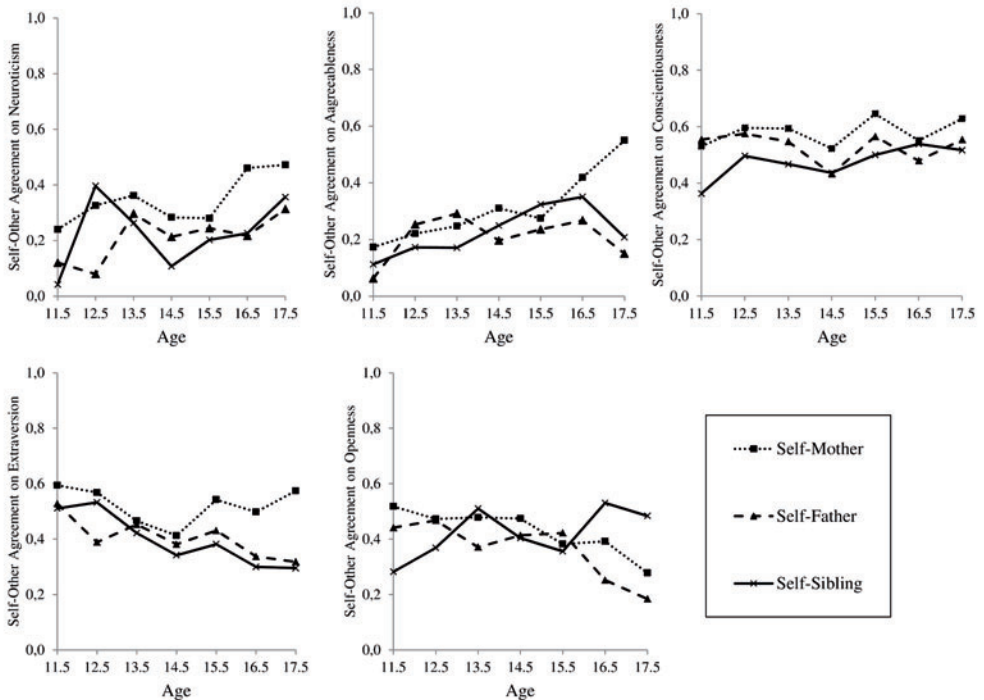 Self-Other Agreement on Neuroticism
1,0
0,8
0,6
0,4
0,2
0,0
11.5 12.5 13.5 14.5 15.5 16.5 17.5
Age
Self-Other Agreement on Aagreeableness
1,0
0,8
0,6
0,4
0,2
0,0
11.5 12.5 13.5 14.5 15.5 16.5 17.5
Age
Self-Other Agreement on Conscientiousness
1,0
0,8
0,6
0,4
0,2
0,0
11.5 12.5 13.5 14.5 15.5 16.5 17.5
Age
Self-Other Agreement on Extraversion
1,0
0,8
0,6
0,4
0,2
0,0
11.5 12.5 13.5 14.5 15.5 16.5 17.5
Age
Self-Other Agreement on Openness
1,0
0,8
0,6
0,4
0,2
0,0
11.5 12.5 13.5 14.5 15.5 16.5 17.5
Age
Self-Mother
Self-Father
Self-Sibling